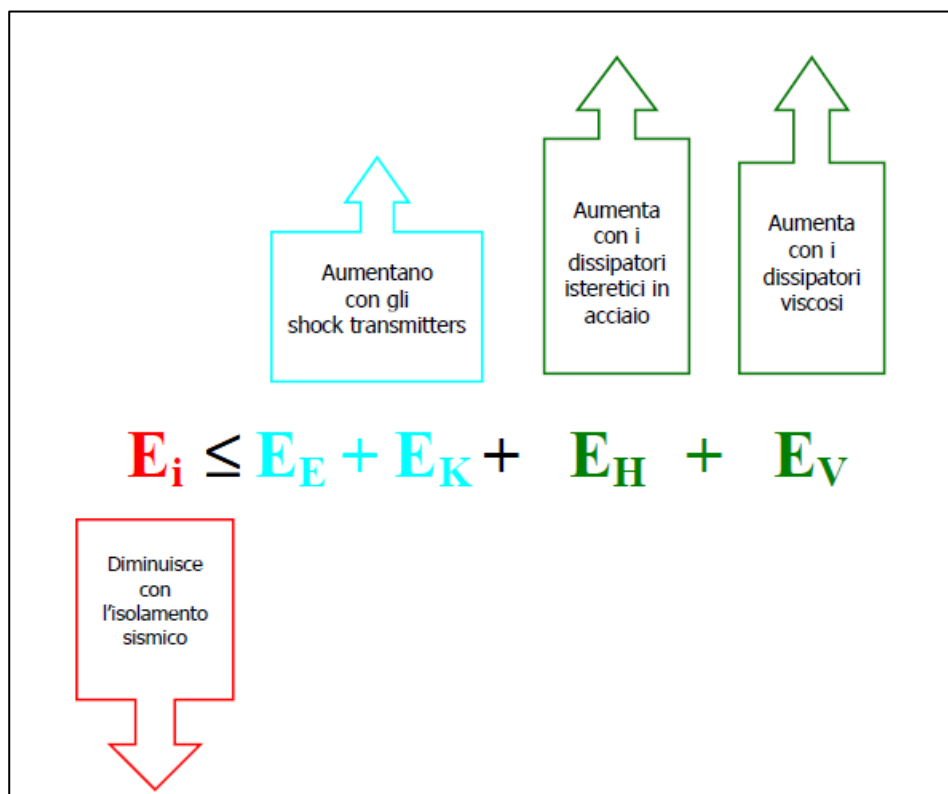 Aumentano
con gli
shock transmitters
Aumenta
con i
dissipatori
isteretici in
acciaio
Aumenta
con i
dissipatori
viscosi
E_i ≤ E_E + E_K + E_H + E_V
Diminuisce
con
l'isolamento
sismico